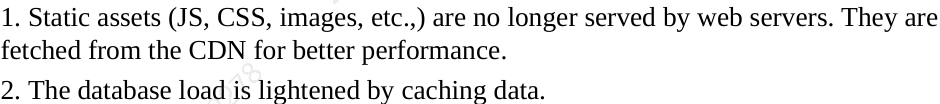 1. Static assets (JS, CSS, images, etc.,) are no longer served by web servers. They are
fetched from the CDN for better performance.
2. The database load is lightened by caching data.